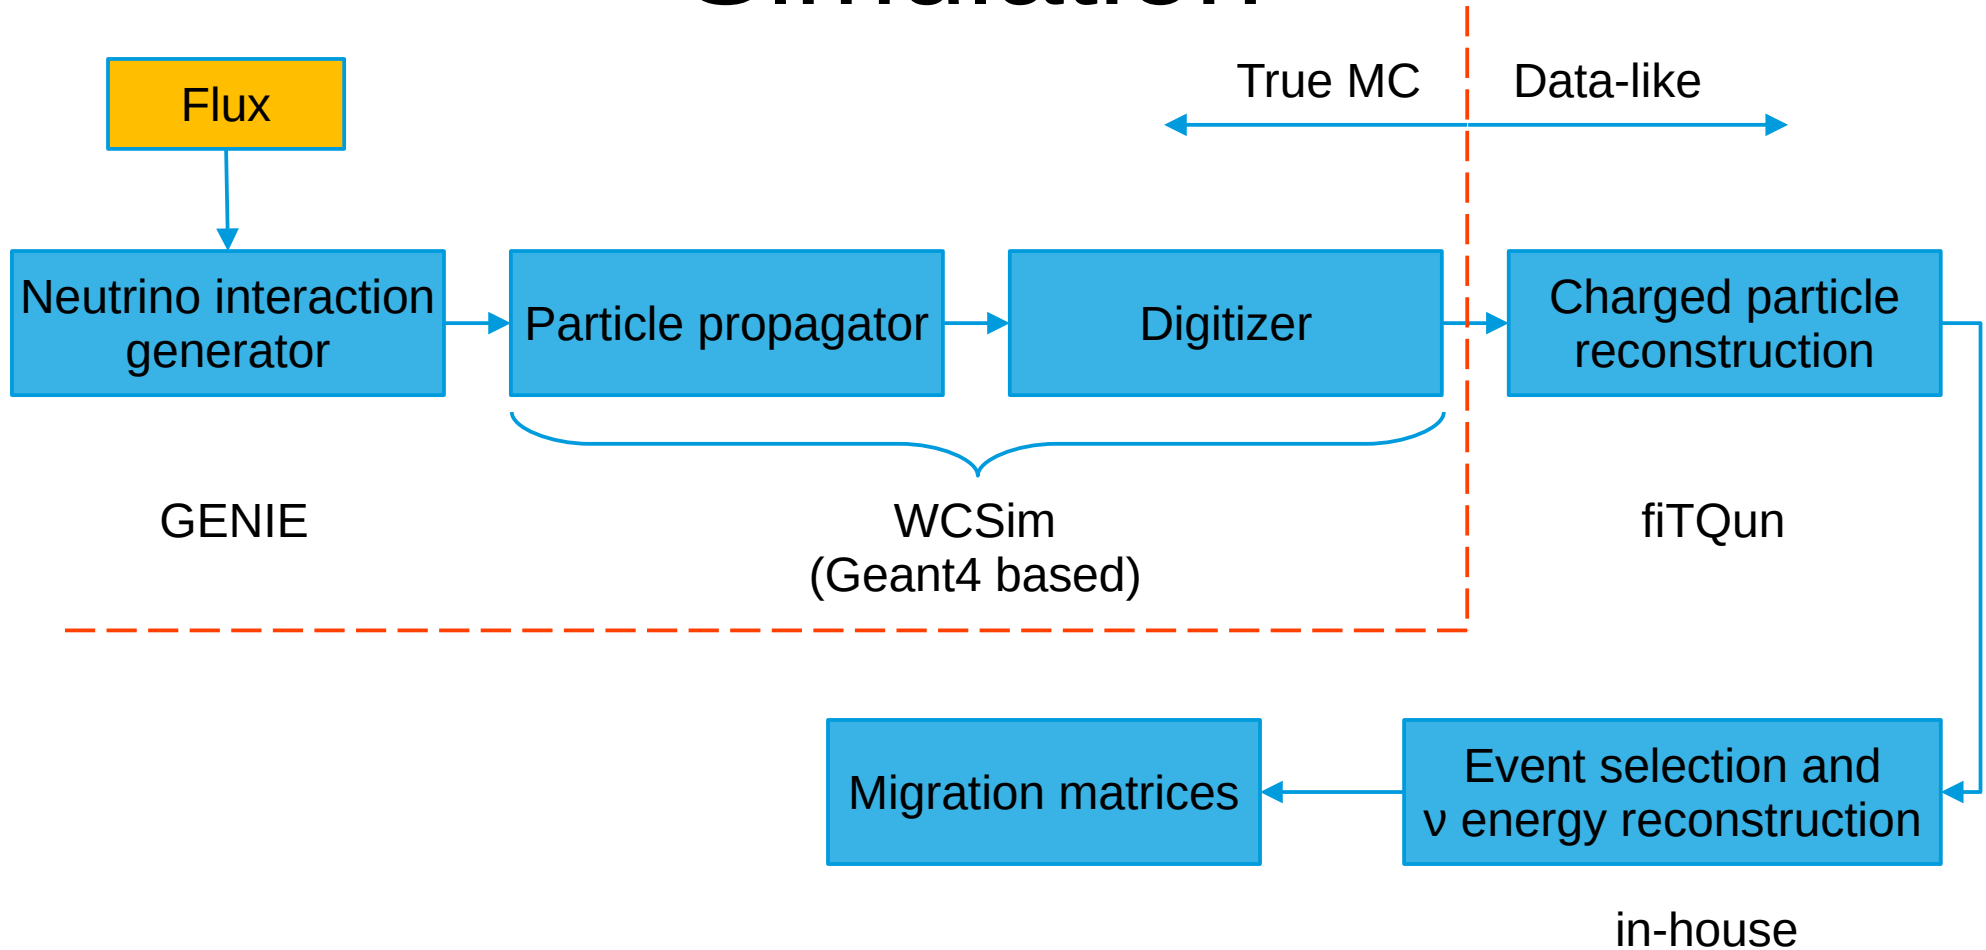 Simulation
True MC
Data-like
Flux
Neutrino interaction
generator
Particle propagator
Digitizer
Charged particle
reconstruction
GENIE
WCSim
(Geant4 based)
fiTQun
Migration matrices
Event selection and
ν energy reconstruction
in-house